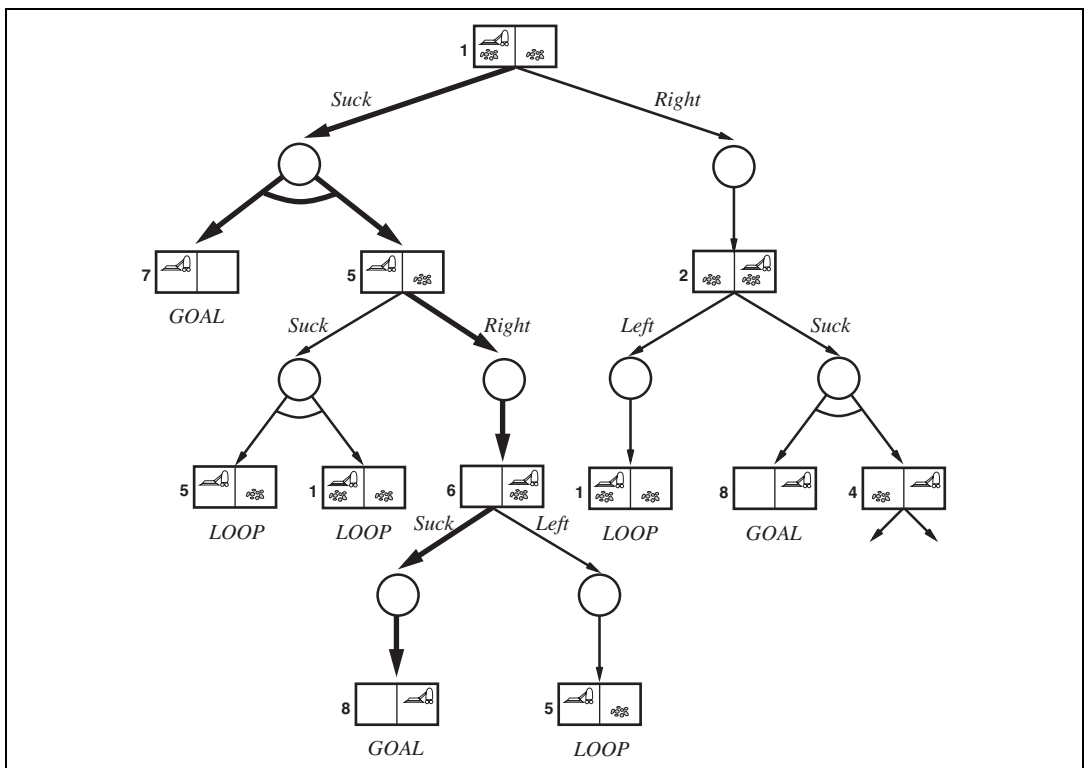 1
Suck Right
7 5 2
GOAL
Suck Right Left Suck
5 1 6 1 8 4
LOOP LOOP LOOP GOAL
Suck Left
8 5
GOAL LOOP